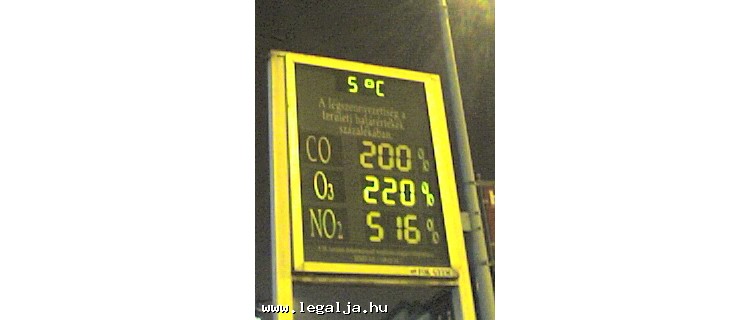 5 °C
A légszennyezettség a
területi határértékek
százalékában
CO 200 %
O₃ 220 %
NO₂ 516 %
www.legalja.hu